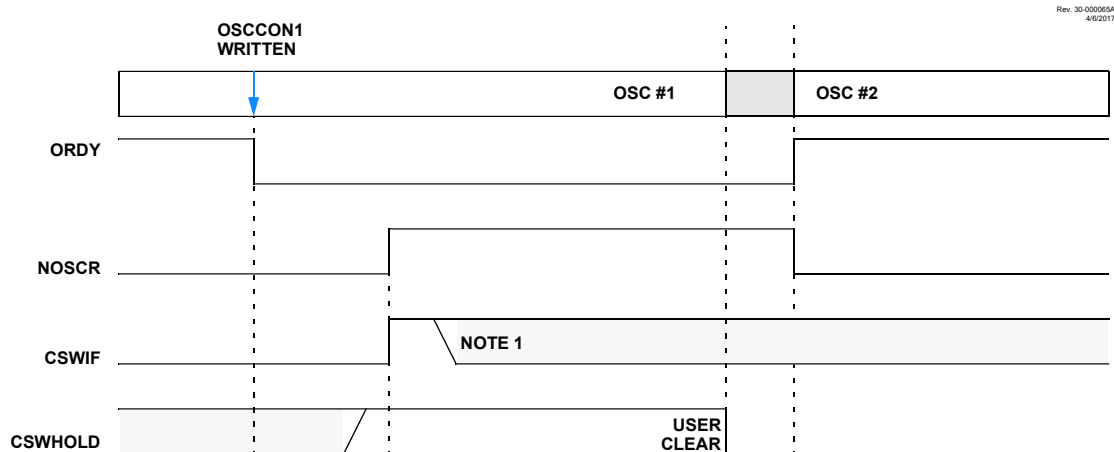 Rev. 30-000065A
4/6/2017
OSCCON1
WRITTEN
OSC #1
OSC #2
ORDY
NOSCR
CSWIF
NOTE 1
CSWHOLD
USER
CLEAR